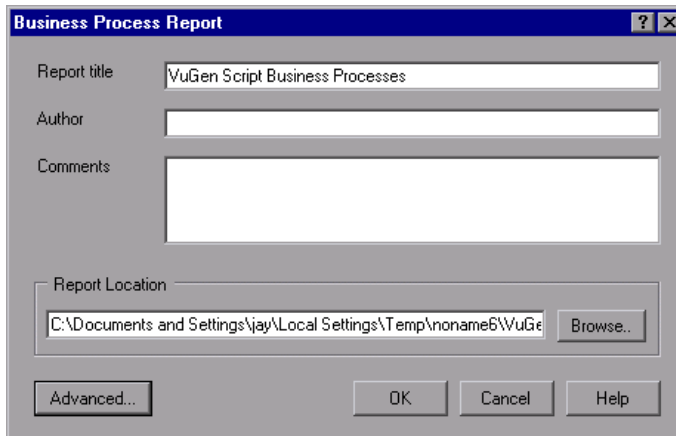 Business Process Report
Report title
VuGen Script Business Processes
Author
Comments
Report Location
C:\Documents and Settings\jay\Local Settings\Temp\noname6\VuGe
Browse..
Advanced...
OK
Cancel
Help